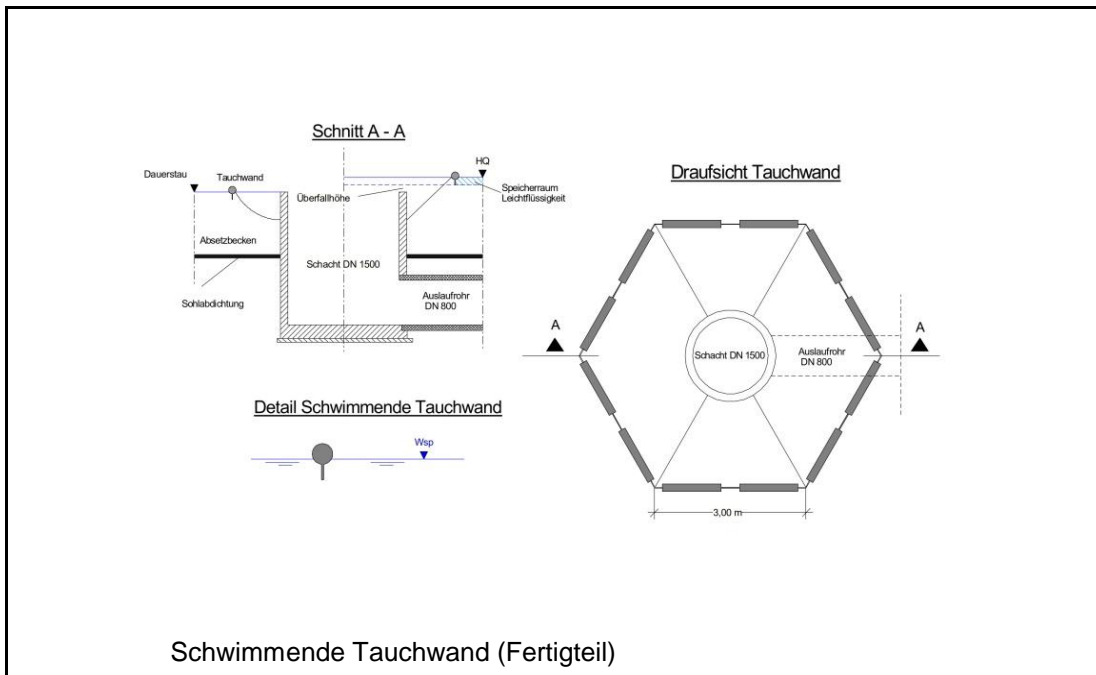 Schnitt A - A
Dauerstau
Tauchwand
HQ
Überfallhöhe
Speicherraum
Leichtflüssigkeit
Absetzbecken
Schacht DN 1500
Sohlabdichtung
Auslaufrohr
DN 800
Draufsicht Tauchwand
A
A
Schacht DN 1500
Auslaufrohr
DN 800
3,00 m
Detail Schwimmende Tauchwand
Wsp
Schwimmende Tauchwand (Fertigteil)